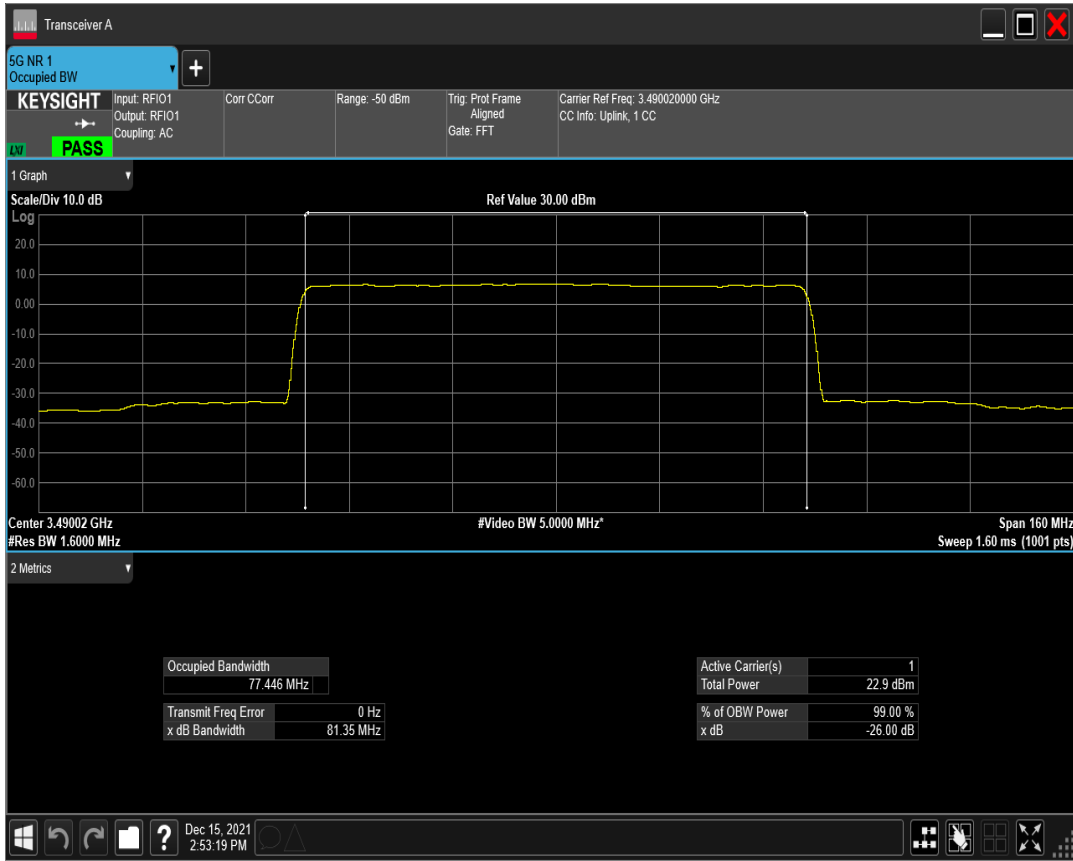 Transceiver A
5G NR 1
Occupied BW
+
KEYSIGHT
LXI
PASS
Input: RFIO1
Output: RFIO1
Coupling: AC
Corr CCorr
Range: -50 dBm
Trig: Prot Frame
Aligned
Gate: FFT
Carrier Ref Freq: 3.490020000 GHz
CC Info: Uplink, 1 CC
1 Graph
Scale/Div 10.0 dB
Ref Value 30.00 dBm
Log
20.0
10.0
0.00
-10.0
-20.0
-30.0
-40.0
-50.0
-60.0
Center 3.49002 GHz
#Video BW 5.0000 MHz*
Span 160 MHz
#Res BW 1.6000 MHz
Sweep 1.60 ms (1001 pts)
2 Metrics
Occupied Bandwidth
77.446 MHz
Transmit Freq Error 0 Hz
x dB Bandwidth 81.35 MHz
Active Carrier(s) 1
Total Power 22.9 dBm
% of OBW Power 99.00 %
x dB -26.00 dB
?
Dec 15, 2021
2:53:19 PM